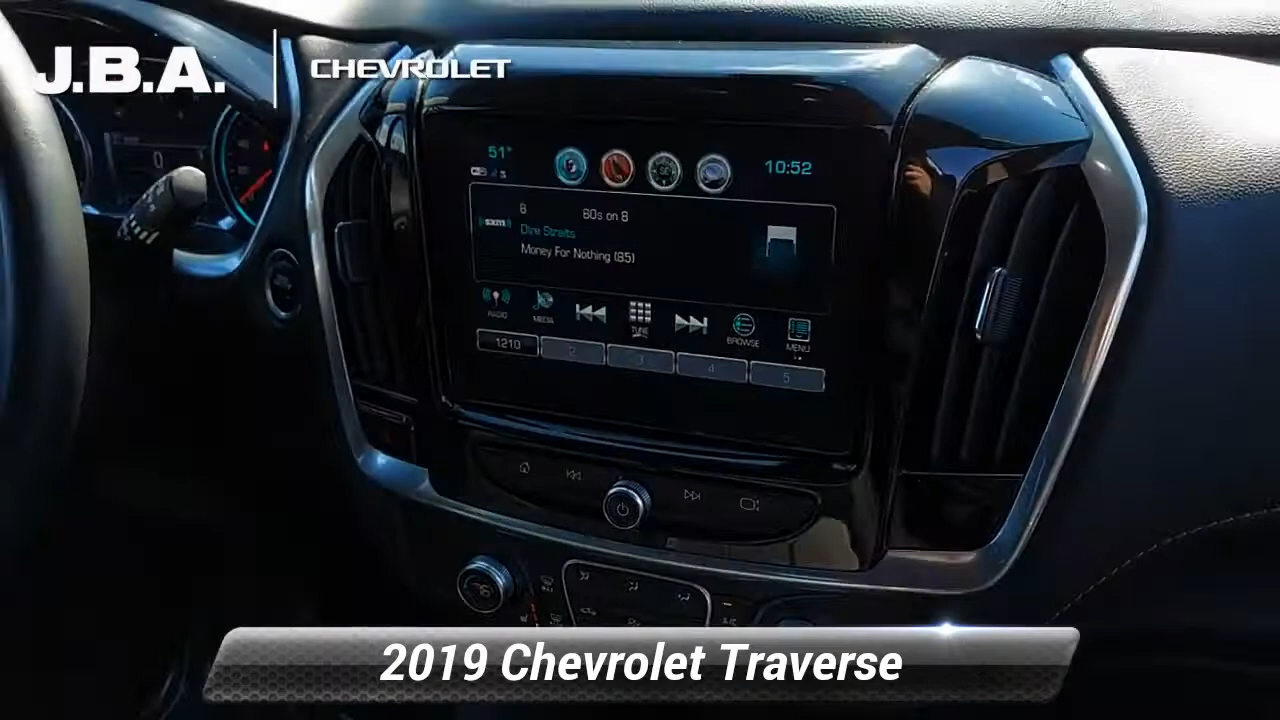 J.B.A.
CHEVROLET
51°
10:52
8 80s on 8
sxm
Dire Straits
Money For Nothing (85)
RADIO MEDIA TUNE BROWSE MENU
1210 2 3 4 5
2019 Chevrolet Traverse